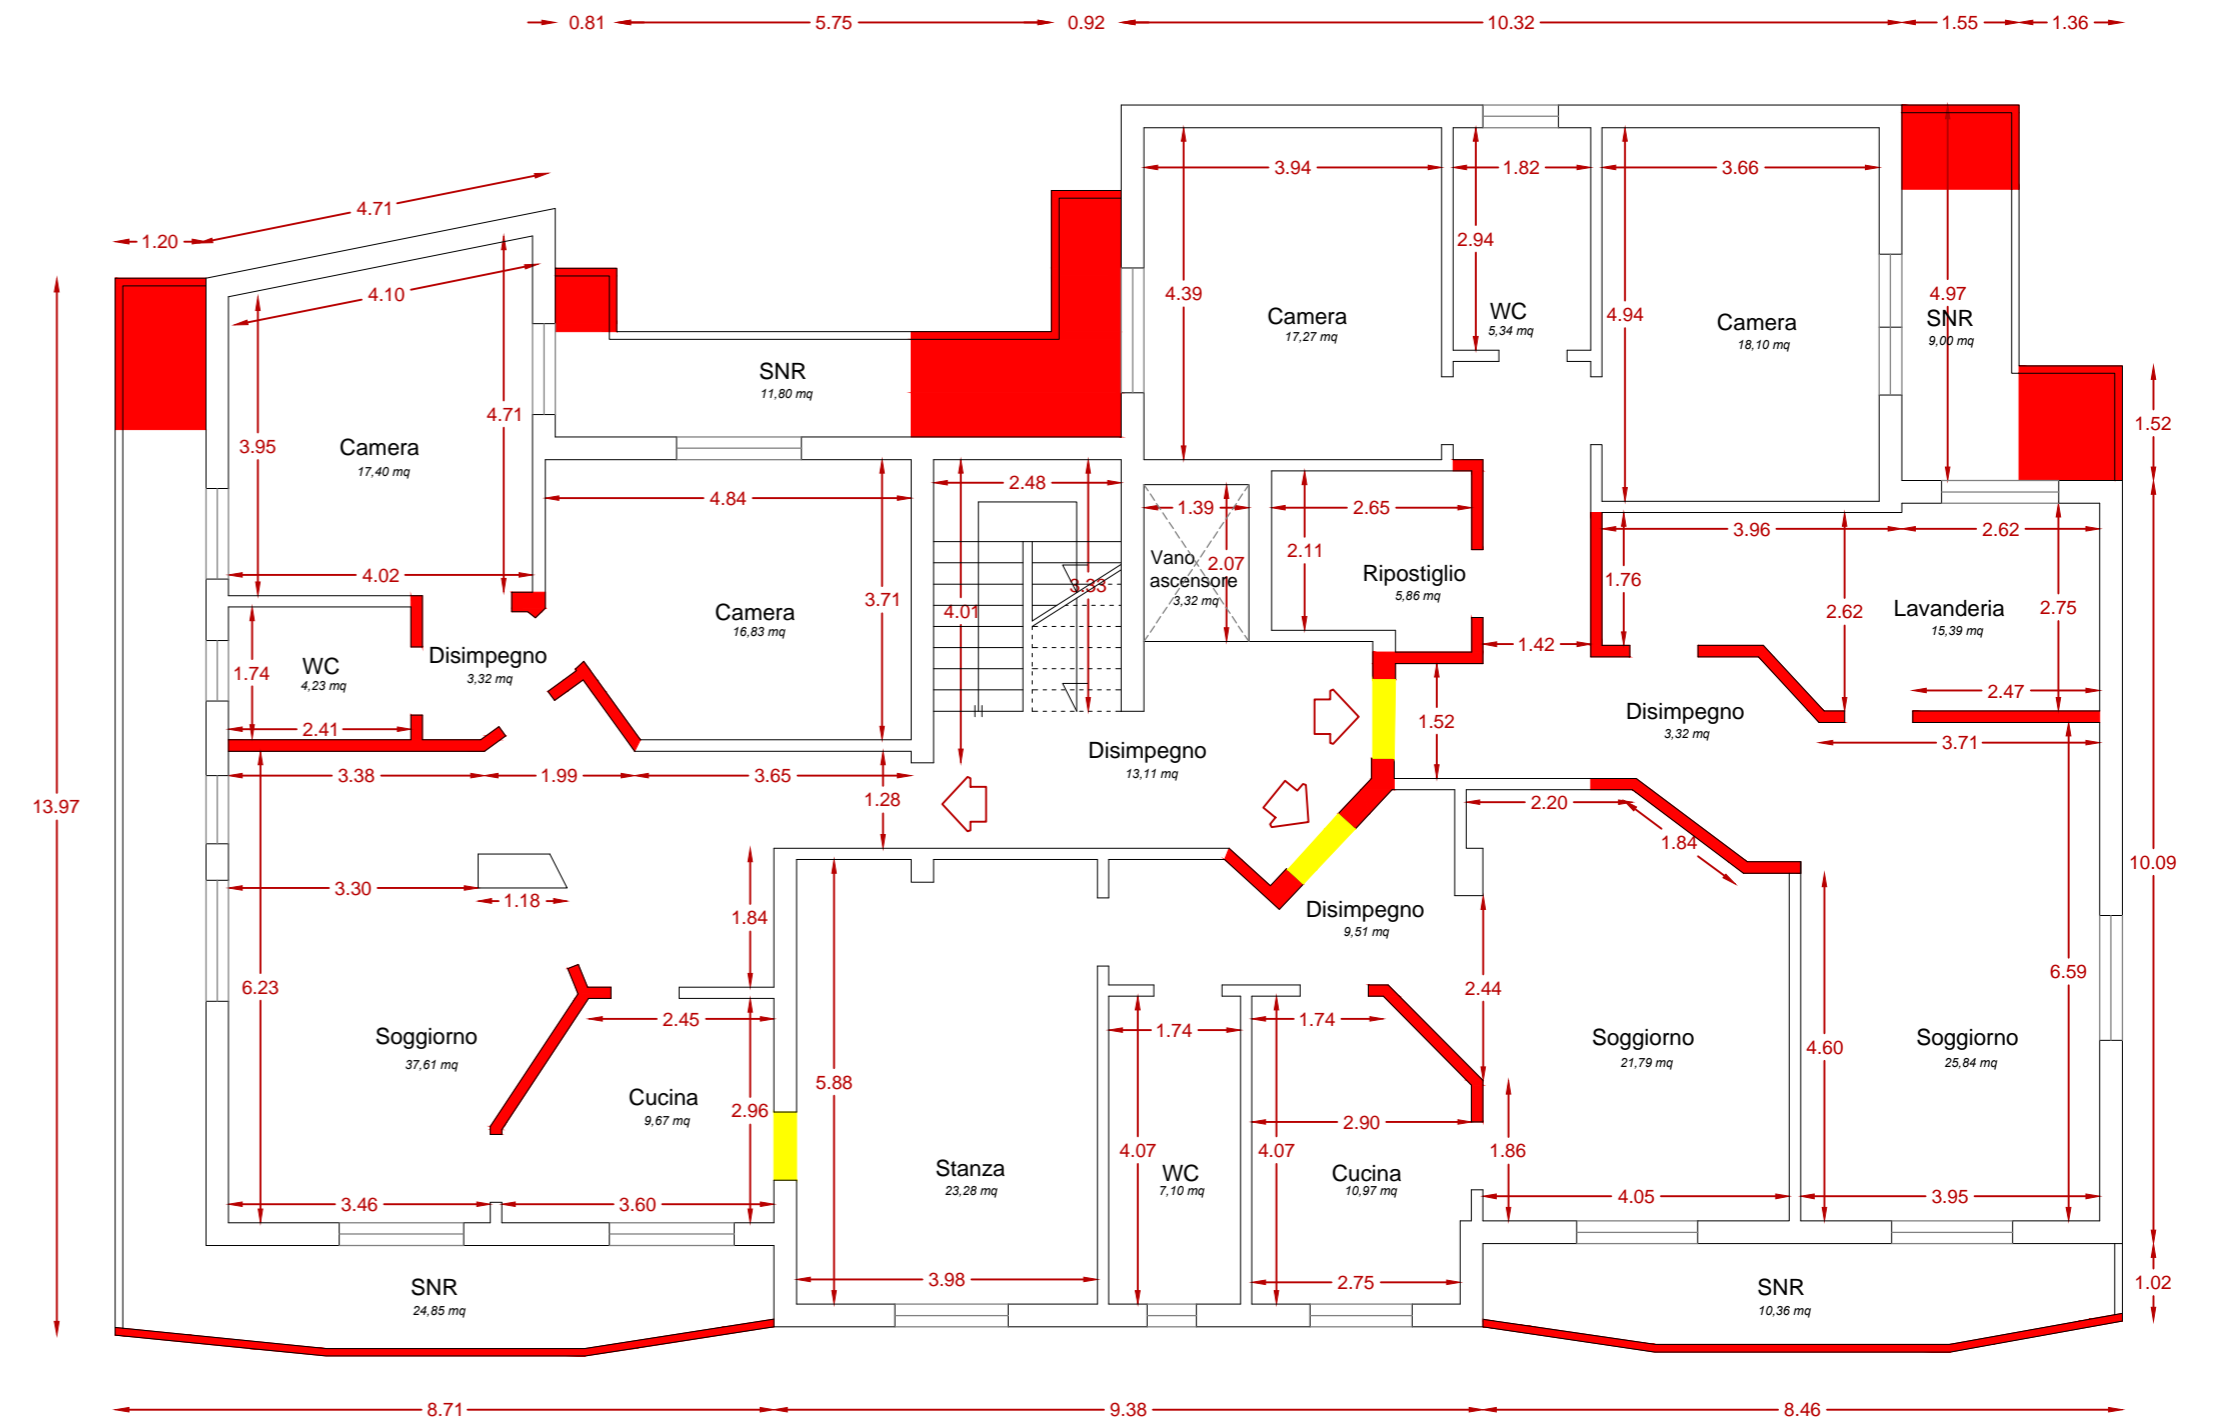 0.81
5.75
0.92
10.32
1.55
1.36
4.71
1.20
3.94
1.82
3.66
2.94
4.10
4.39
4.97
4.94
Camera
17,27 mq
WC
5,34 mq
Camera
18,10 mq
SNR
9,00 mq
SNR
11,80 mq
4.71
1.52
3.95
Camera
17,40 mq
4.84
2.48
1.39
2.65
3.96
2.62
2.11
Vano
ascensore
3,32 mq
2.07
Ripostiglio
5,86 mq
4.02
3.33
1.76
3.71
4.01
Camera
16,83 mq
2.62
Lavanderia
15,39 mq
2.75
1.42
Disimpegno
3,32 mq
WC
4,23 mq
1.74
2.47
2.41
1.52
Disimpegno
3,32 mq
3.71
Disimpegno
13,11 mq
3.38
1.99
3.65
1.28
13.97
2.20
1.84
10.09
3.30
1.18
1.84
Disimpegno
9,51 mq
6.23
2.44
6.59
2.45
1.74
1.74
Soggiorno
37,61 mq
Soggiorno
21,79 mq
4.60
Soggiorno
25,84 mq
5.88
Cucina
9,67 mq
2.96
2.90
4.07
4.07
1.86
Stanza
23,28 mq
WC
7,10 mq
Cucina
10,97 mq
3.46
3.60
4.05
3.95
3.98
2.75
SNR
24,85 mq
SNR
10,36 mq
1.02
8.71
9.38
8.46